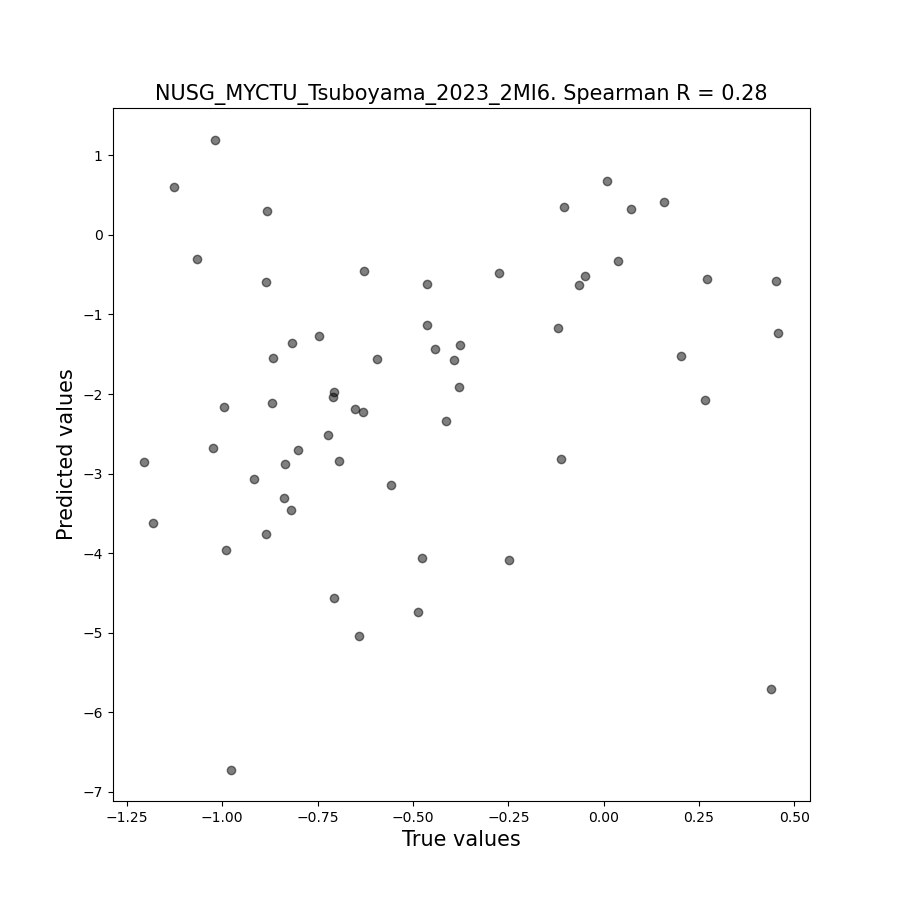 NUSG_MYCTU_Tsuboyama_2023_2MI6. Spearman R = 0.28
Predicted values
1
0
−1
−2
−3
−4
−5
−6
−7
−1.25 −1.00 −0.75 −0.50 −0.25 0.00 0.25 0.50
True values